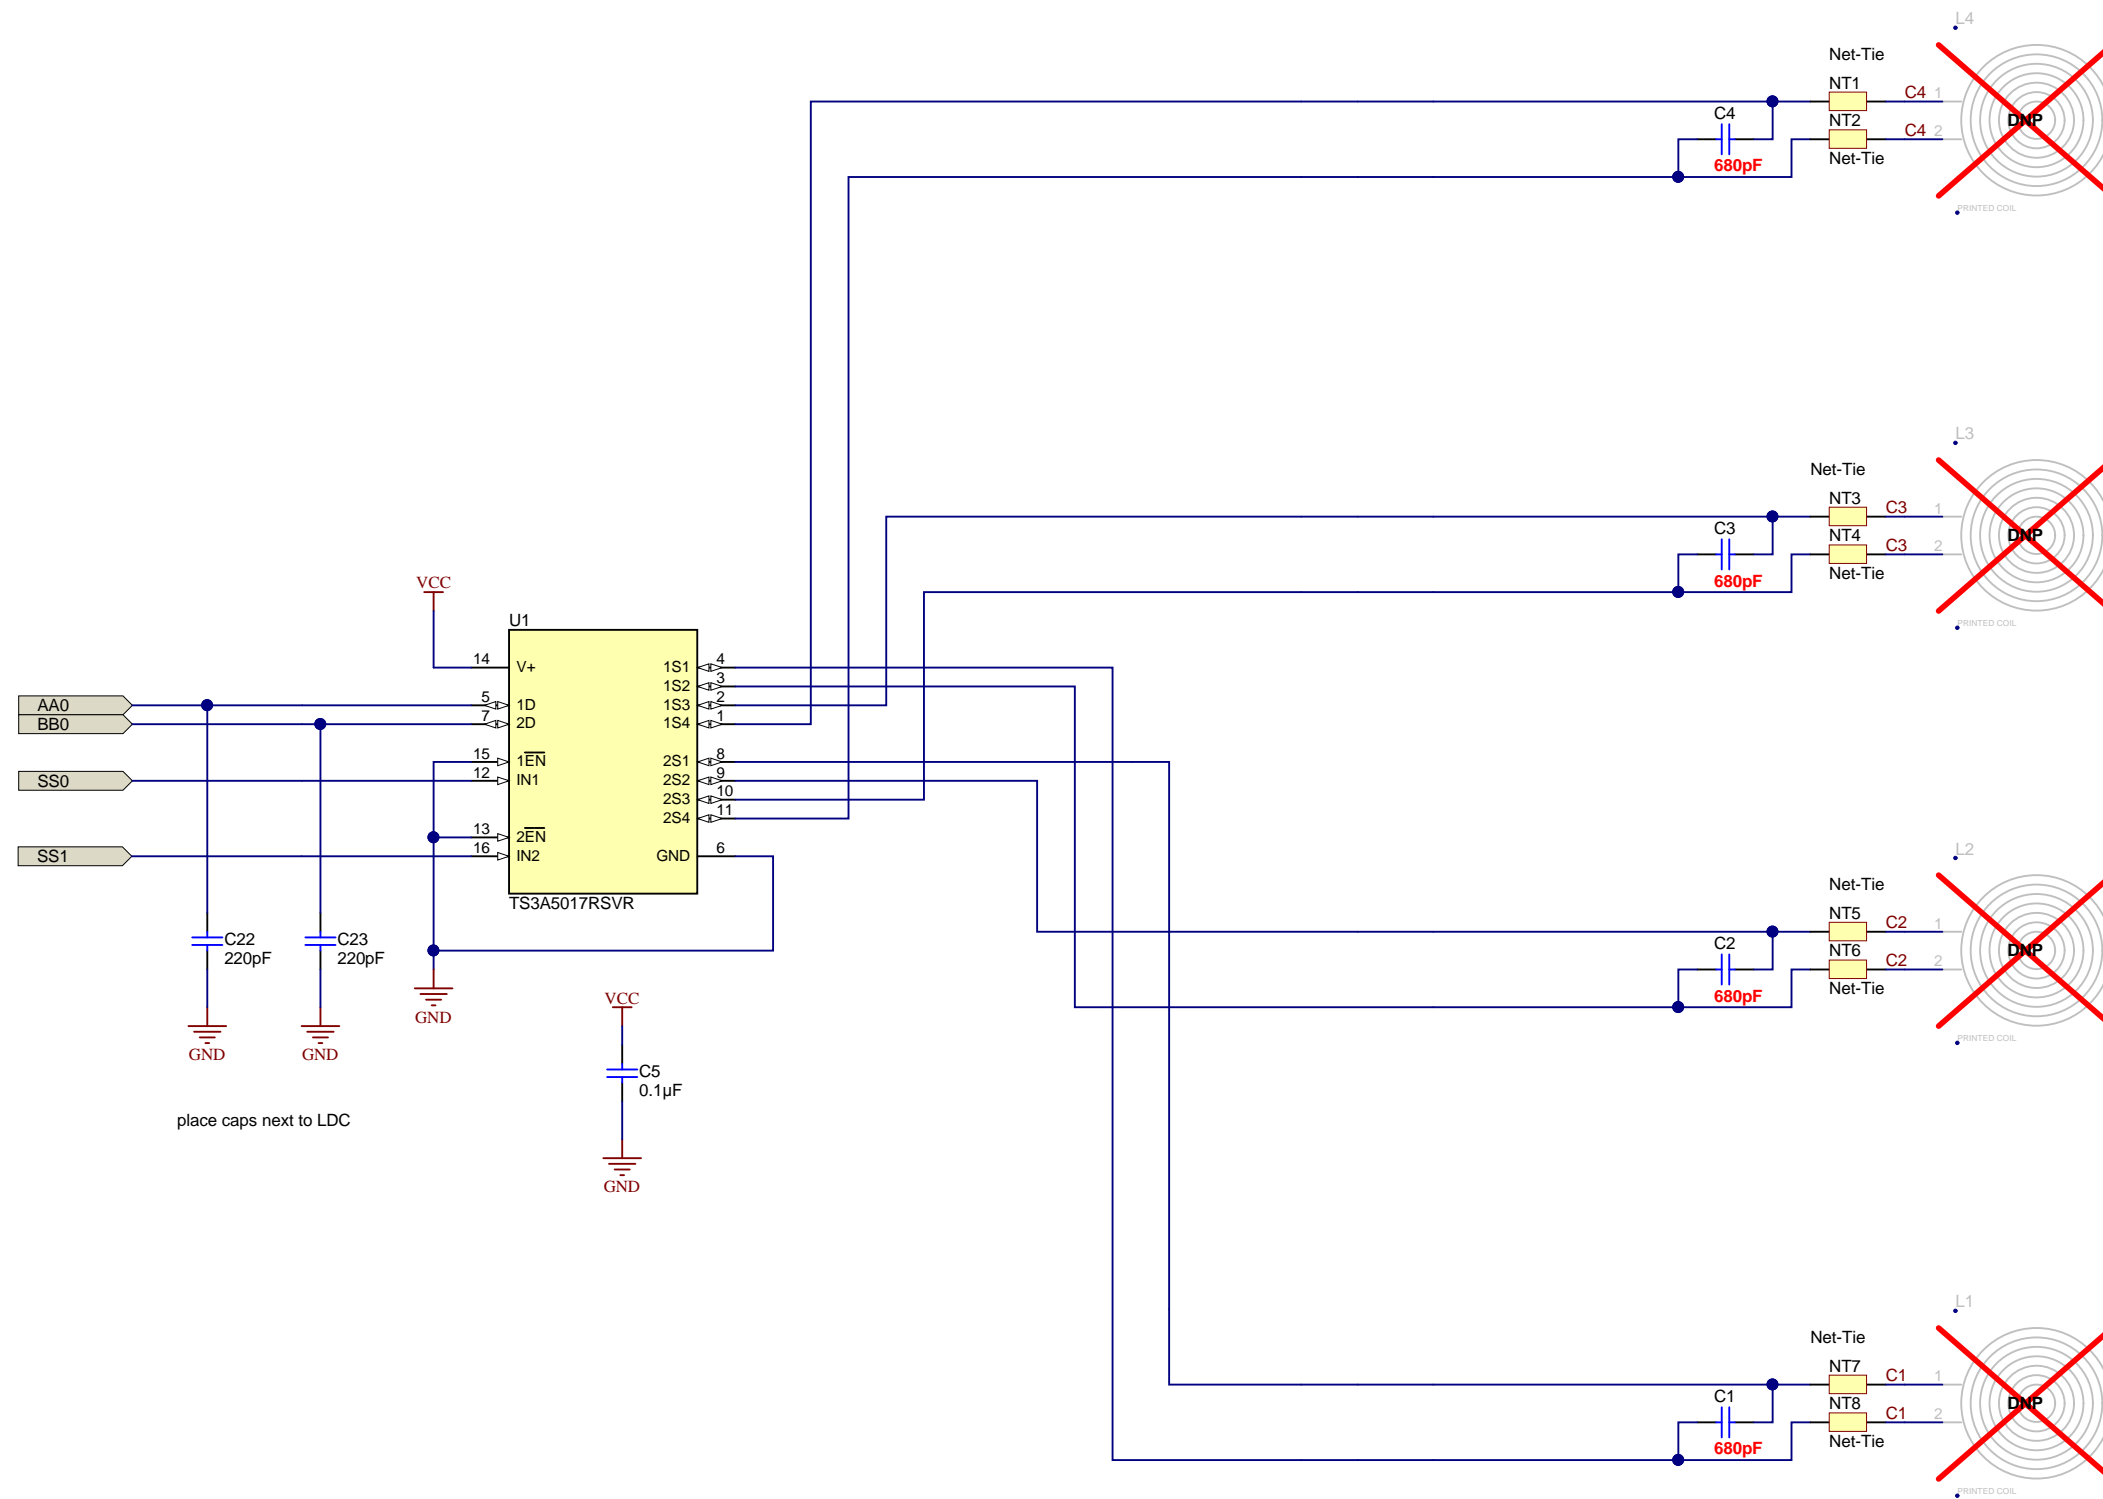 L4
Net-Tie
NT1
C4 1
C4
DNP
NT2
C4 2
680pF
Net-Tie
PRINTED COIL
L3
Net-Tie
NT3
C3 1
C3
DNP
NT4
C3 2
680pF
Net-Tie
PRINTED COIL
VCC
U1
14 V+
1S1 4
1S2 3
AA0
5 1D
1S3 2
BB0
7 2D
1S4 1
15 1EN
2S1 8
SS0
12 IN1
2S2 9
2S3 10
2S4 11
13 2EN
SS1
16 IN2
GND 6
TS3A5017RSVR
L2
Net-Tie
NT5
C2 1
C2
DNP
NT6
C2 2
680pF
Net-Tie
PRINTED COIL
C22
220pF
C23
220pF
GND
GND
GND
VCC
C5
0.1µF
GND
place caps next to LDC
L1
Net-Tie
NT7
C1 1
C1
DNP
NT8
C1 2
680pF
Net-Tie
PRINTED COIL